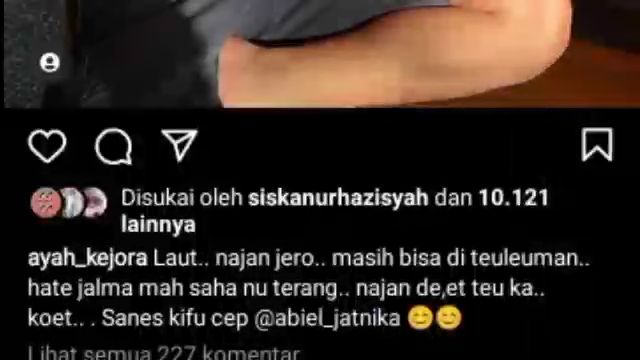 Disukai oleh siskanurhazisyah dan 10.121
lainnya
ayah_kejora Laut.. najan jero.. masih bisa di teuleuman..
hate jalma mah saha nu terang.. najan de,et teu ka..
koet.. . Sanes kifu cep @abiel_jatnika 😊😊
Lihat semua 227 komentar